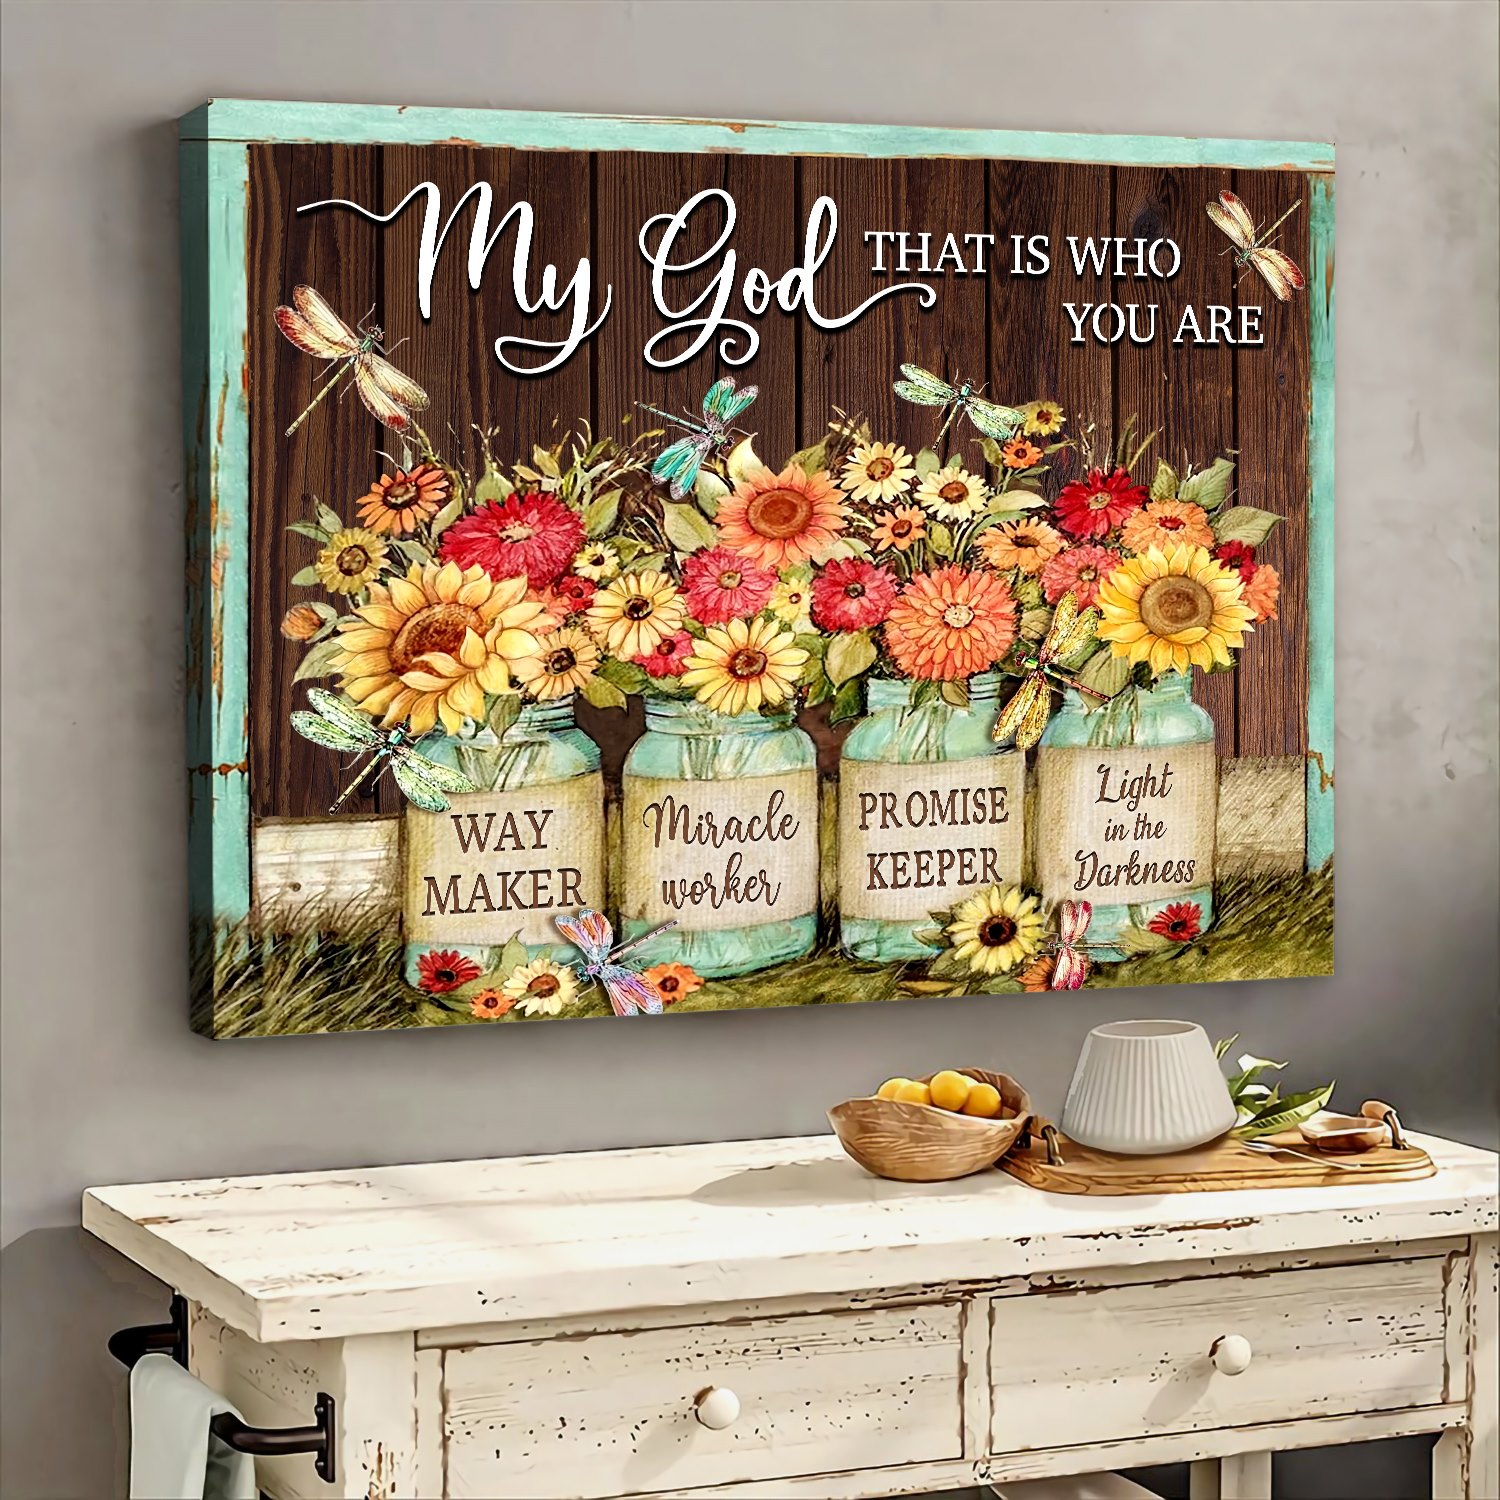 My God THAT IS WHO
YOU ARE
WAY
MAKER
Miracle
worker
PROMISE
KEEPER
Light
in the
Darkness